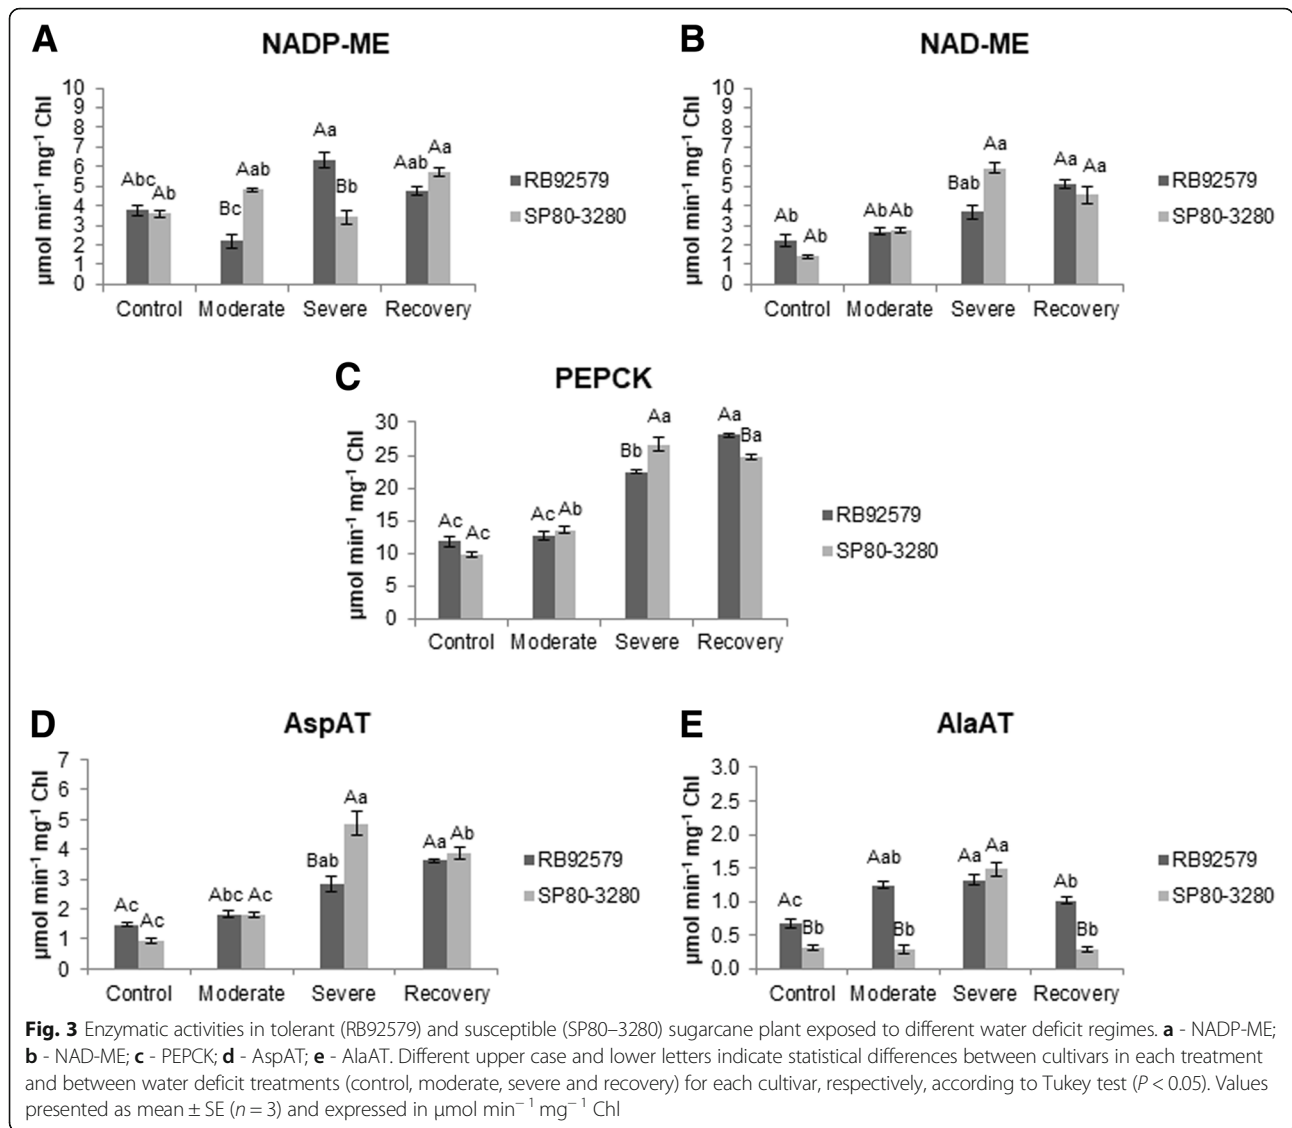 A
NADP-ME
µmol min⁻¹ mg⁻¹ Chl
10
9
8
7
6
5
4
3
2
1
0
Abc
Ab
Bc
Aab
Aa
Bb
Aab
Aa
Control
Moderate
Severe
Recovery
RB92579
SP80-3280
B
NAD-ME
µmol min⁻¹ mg⁻¹ Chl
10
9
8
7
6
5
4
3
2
1
0
Ab
Ab
Ab
Ab
Bab
Aa
Aa
Aa
Control
Moderate
Severe
Recovery
RB92579
SP80-3280
C
PEPCK
µmol min⁻¹ mg⁻¹ Chl
30
25
20
15
10
5
0
Ac
Ac
Ac
Ab
Bb
Aa
Aa
Ba
Control
Moderate
Severe
Recovery
RB92579
SP80-3280
D
AspAT
µmol min⁻¹ mg⁻¹ Chl
7
6
5
4
3
2
1
0
Ac
Ac
Abc
Ac
Bab
Aa
Aa
Ab
Control
Moderate
Severe
Recovery
RB92579
SP80-3280
E
AlaAT
µmol min⁻¹ mg⁻¹ Chl
3.0
2.5
2.0
1.5
1.0
0.5
0.0
Ac
Bb
Aab
Bb
Aa
Aa
Ab
Bb
Control
Moderate
Severe
Recovery
RB92579
SP80-3280
Fig. 3 Enzymatic activities in tolerant (RB92579) and susceptible (SP80–3280) sugarcane plant exposed to different water deficit regimes. a - NADP-ME;
b - NAD-ME; c - PEPCK; d - AspAT; e - AlaAT. Different upper case and lower letters indicate statistical differences between cultivars in each treatment
and between water deficit treatments (control, moderate, severe and recovery) for each cultivar, respectively, according to Tukey test (P < 0.05). Values
presented as mean ± SE (n = 3) and expressed in µmol min⁻ ¹ mg⁻ ¹ Chl